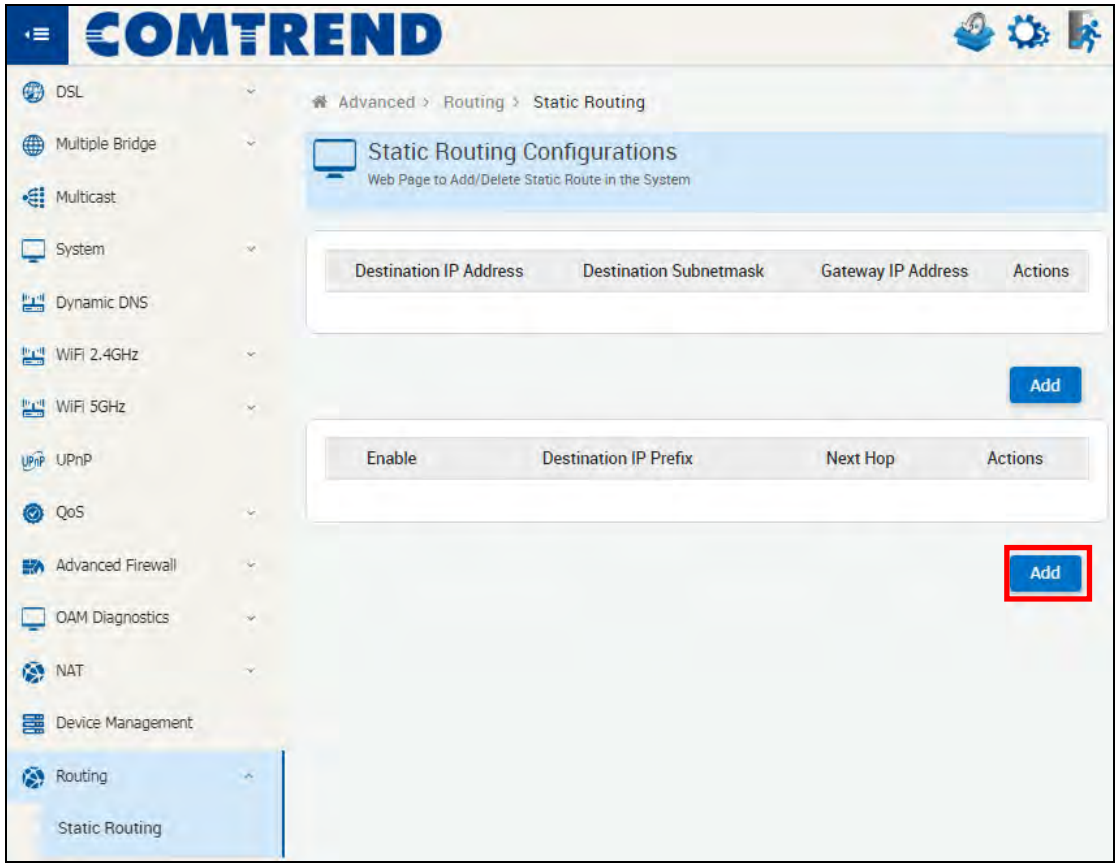 COMTREND
DSL
Multiple Bridge
Multicast
System
Dynamic DNS
WiFi 2.4GHz
WiFi 5GHz
UPnP UPnP
QoS
Advanced Firewall
OAM Diagnostics
NAT
Device Management
Routing
Static Routing
Advanced > Routing > Static Routing
Static Routing Configurations
Web Page to Add/Delete Static Route in the System
Destination IP Address Destination Subnetmask Gateway IP Address Actions
Add
Enable Destination IP Prefix Next Hop Actions
Add